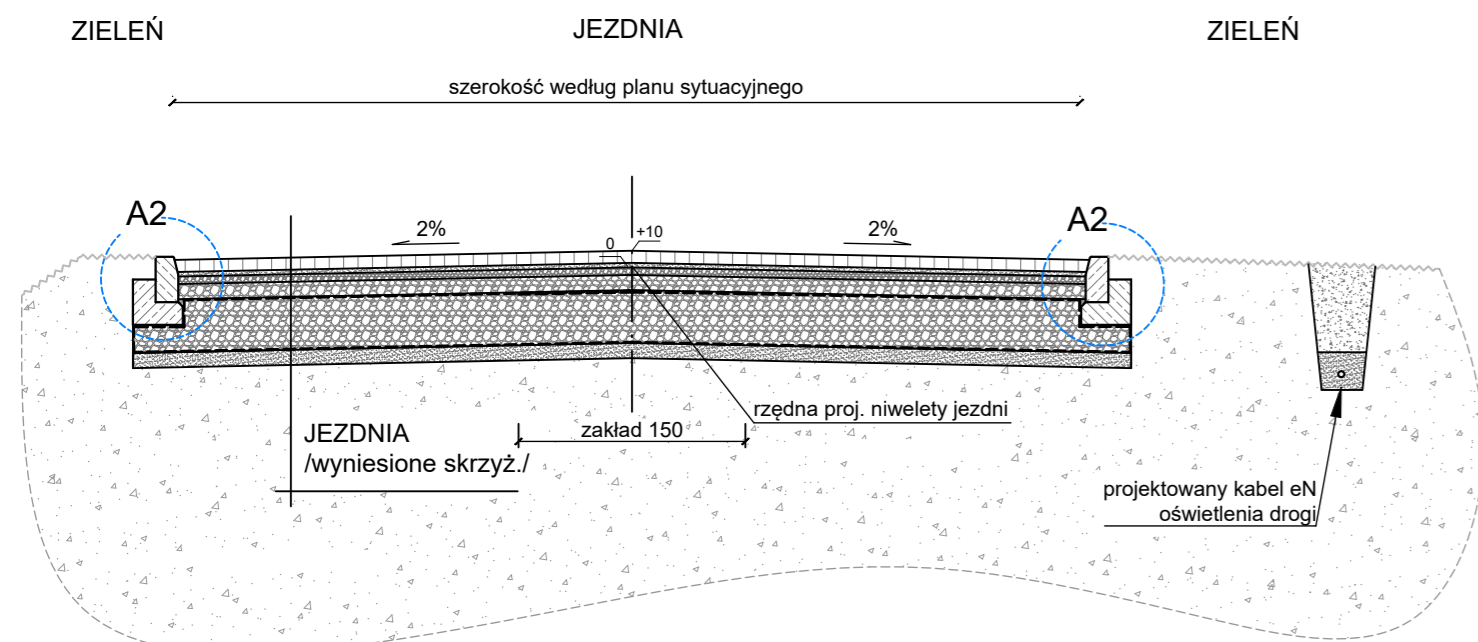 ZIELEŃ
JEZDNIA
ZIELEŃ
szerokość według planu sytuacyjnego
A2
2%
0
+10
2%
A2
rzędna proj. niwelety jezdni
zakład 150
JEZDNIA
/wyniesione skrzyż./
projektowany kabel eN
oświetlenia drogi